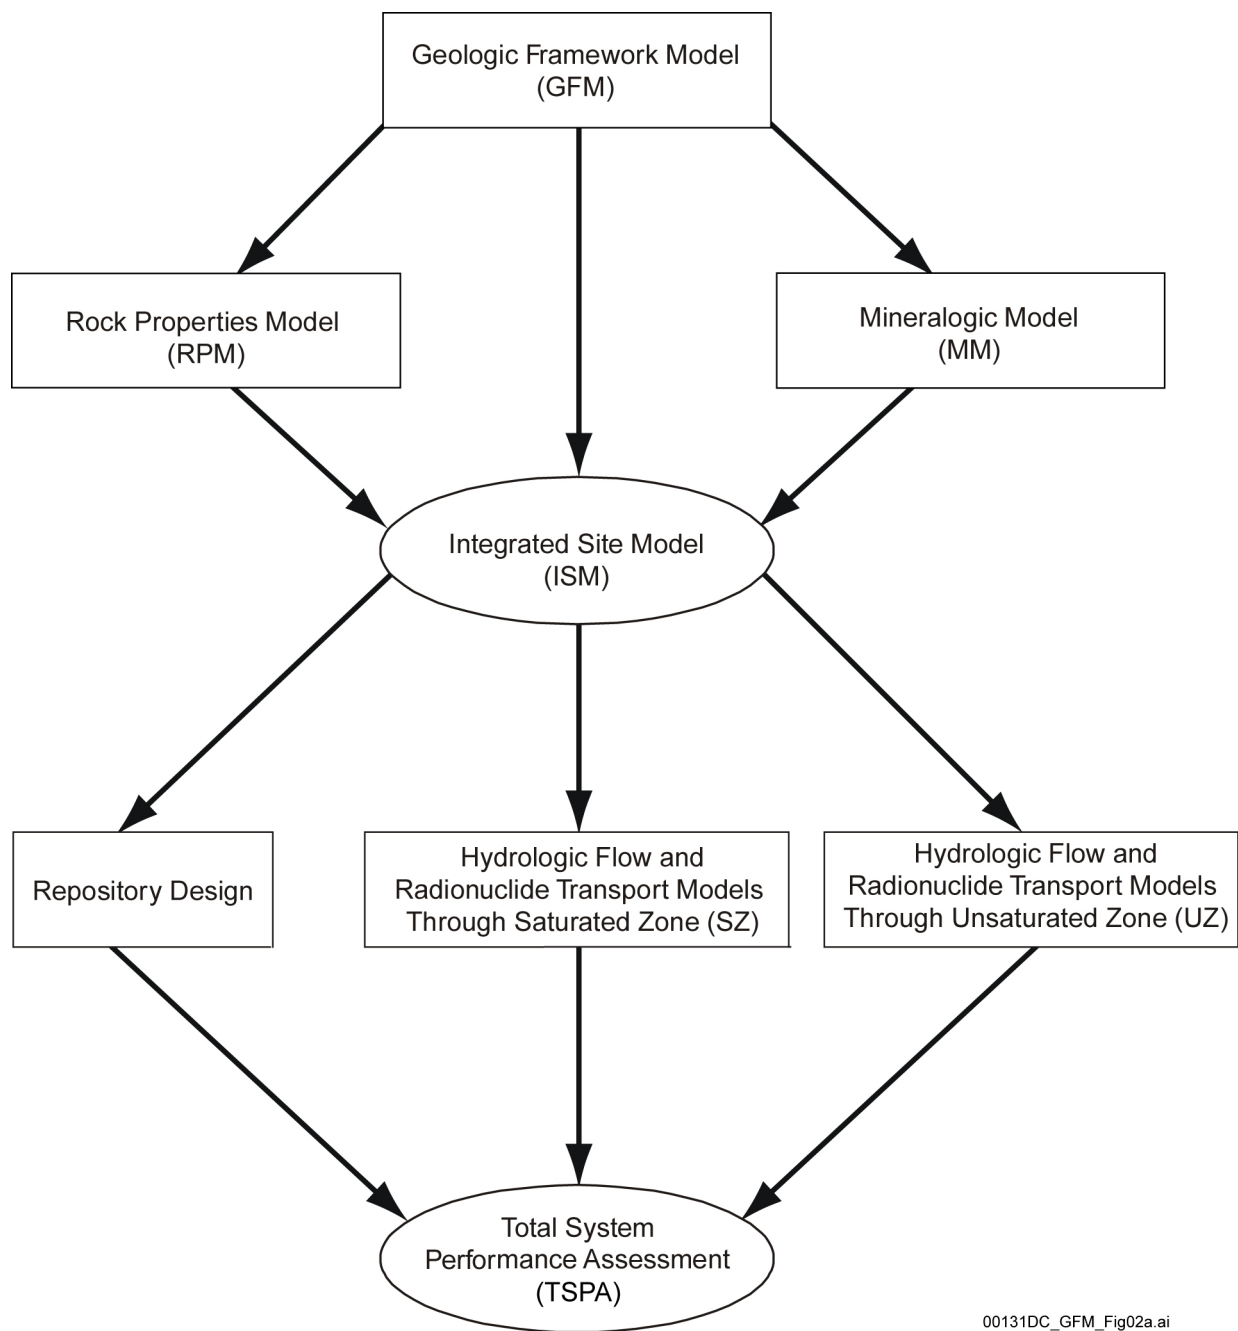 Geologic Framework Model
(GFM)
Rock Properties Model
(RPM)
Mineralogic Model
(MM)
Integrated Site Model
(ISM)
Repository Design
Hydrologic Flow and
Radionuclide Transport Models
Through Saturated Zone (SZ)
Hydrologic Flow and
Radionuclide Transport Models
Through Unsaturated Zone (UZ)
Total System
Performance Assessment
(TSPA)
00131DC_GFM_Fig02a.ai